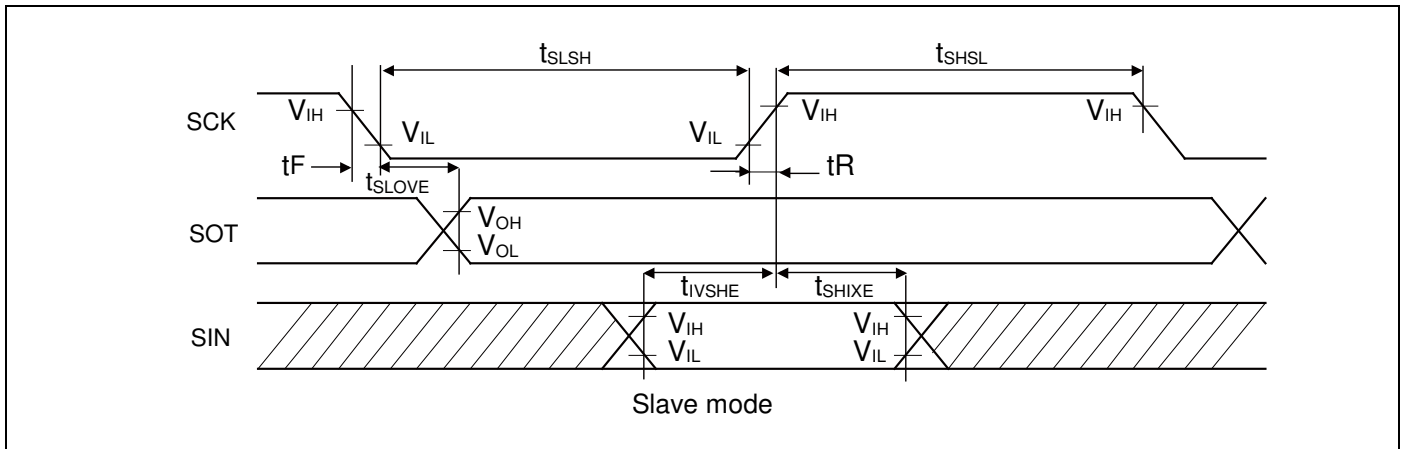 tSLSH tSHSL
SCK VIH VIL VIL VIH VIH
tF tSLOVE tR
SOT VOH
VOL
tIVSHE tSHIXE
SIN VIH VIH
VIL VIL
Slave mode